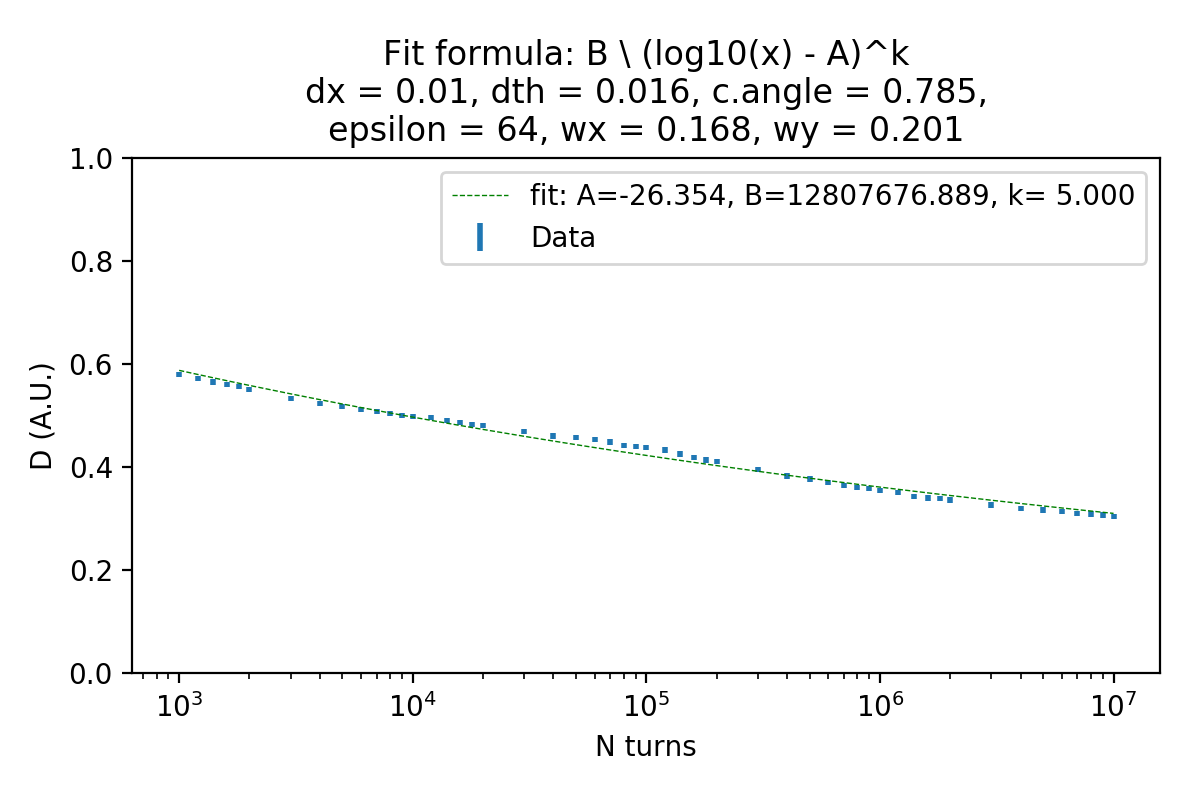 Fit formula: B \ (log10(x) - A)^k
dx = 0.01, dth = 0.016, c.angle = 0.785,
epsilon = 64, wx = 0.168, wy = 0.201
1.0
0.8
0.6
0.4
0.2
0.0
D (A.U.)
fit: A=-26.354, B=12807676.889, k= 5.000
Data
10³ 10⁴ 10⁵ 10⁶ 10⁷
N turns